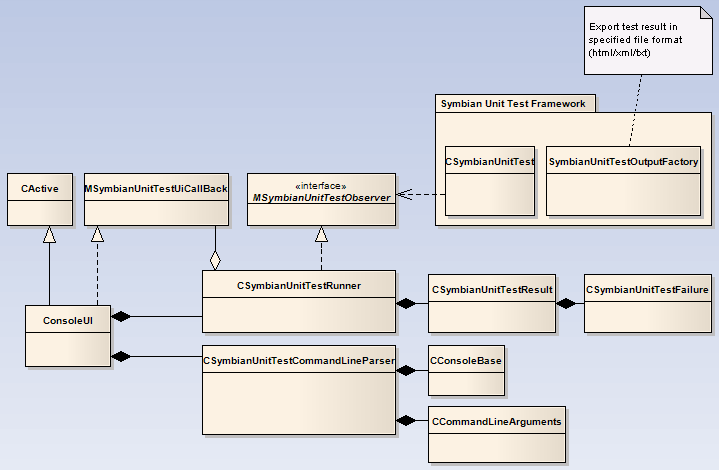 Export test result in
specified file format
(html/xml/txt)
Symbian Unit Test Framework
CSymbianUnitTest
SymbianUnitTestOutputFactory
CActive
MSymbianUnitTestUiCallBack
«interface»
MSymbianUnitTestObserver
CSymbianUnitTestRunner
CSymbianUnitTestResult
CSymbianUnitTestFailure
ConsoleUI
CSymbianUnitTestCommandLineParser
CConsoleBase
CCommandLineArguments